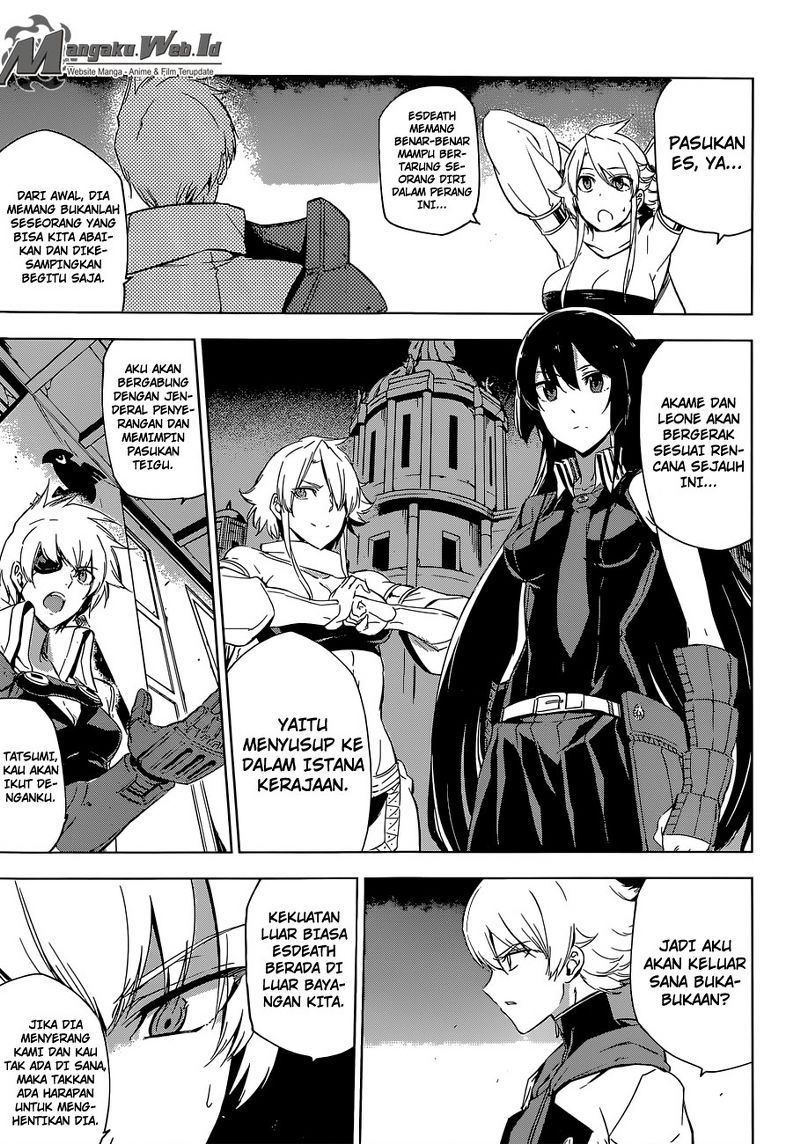 Mangaku.Web.Id
Website Manga - Anime & Film Terupdate
PASUKAN
ES, YA...
ESDEATH
MEMANG
BENAR-BENAR
MAMPU BER-
TARUNG SE-
ORANG DIRI
DALAM PERANG
INI...
DARI AWAL, DIA
MEMANG BUKANLAH
SESEORANG YANG
BISA KITA ABAI-
KAN DAN DIKE-
SAMPINGKAN
BEGITU SAJA.
AKAME DAN
LEONE AKAN
BERGERAK
SESUAI REN-
CANA SEJAUH
INI...
YAITU
MENYUSUP KE
DALAM ISTANA
KERAJAAN.
AKU AKAN
BERGABUNG
DENGAN JEN-
DERAL PENYE-
RANGAN DAN
MEMIMPIN
PASUKAN
TEIGU.
TATSUMI,
KAU AKAN
IKUT DE-
NGANKU.
JADI AKU
AKAN KELUAR
SANA BUKA-
BUKAAN?
KEKUATAN
LUAR BIASA
ESDEATH
BERADA DI
LUAR BAYA-
NGAN KITA.
JIKA DIA
MENYERANG
KAMI DAN KAU
TAK ADA DI SANA,
MAKA TAKKAN
ADA HARAPAN
UNTUK MENG-
HENTIKAN DIA.